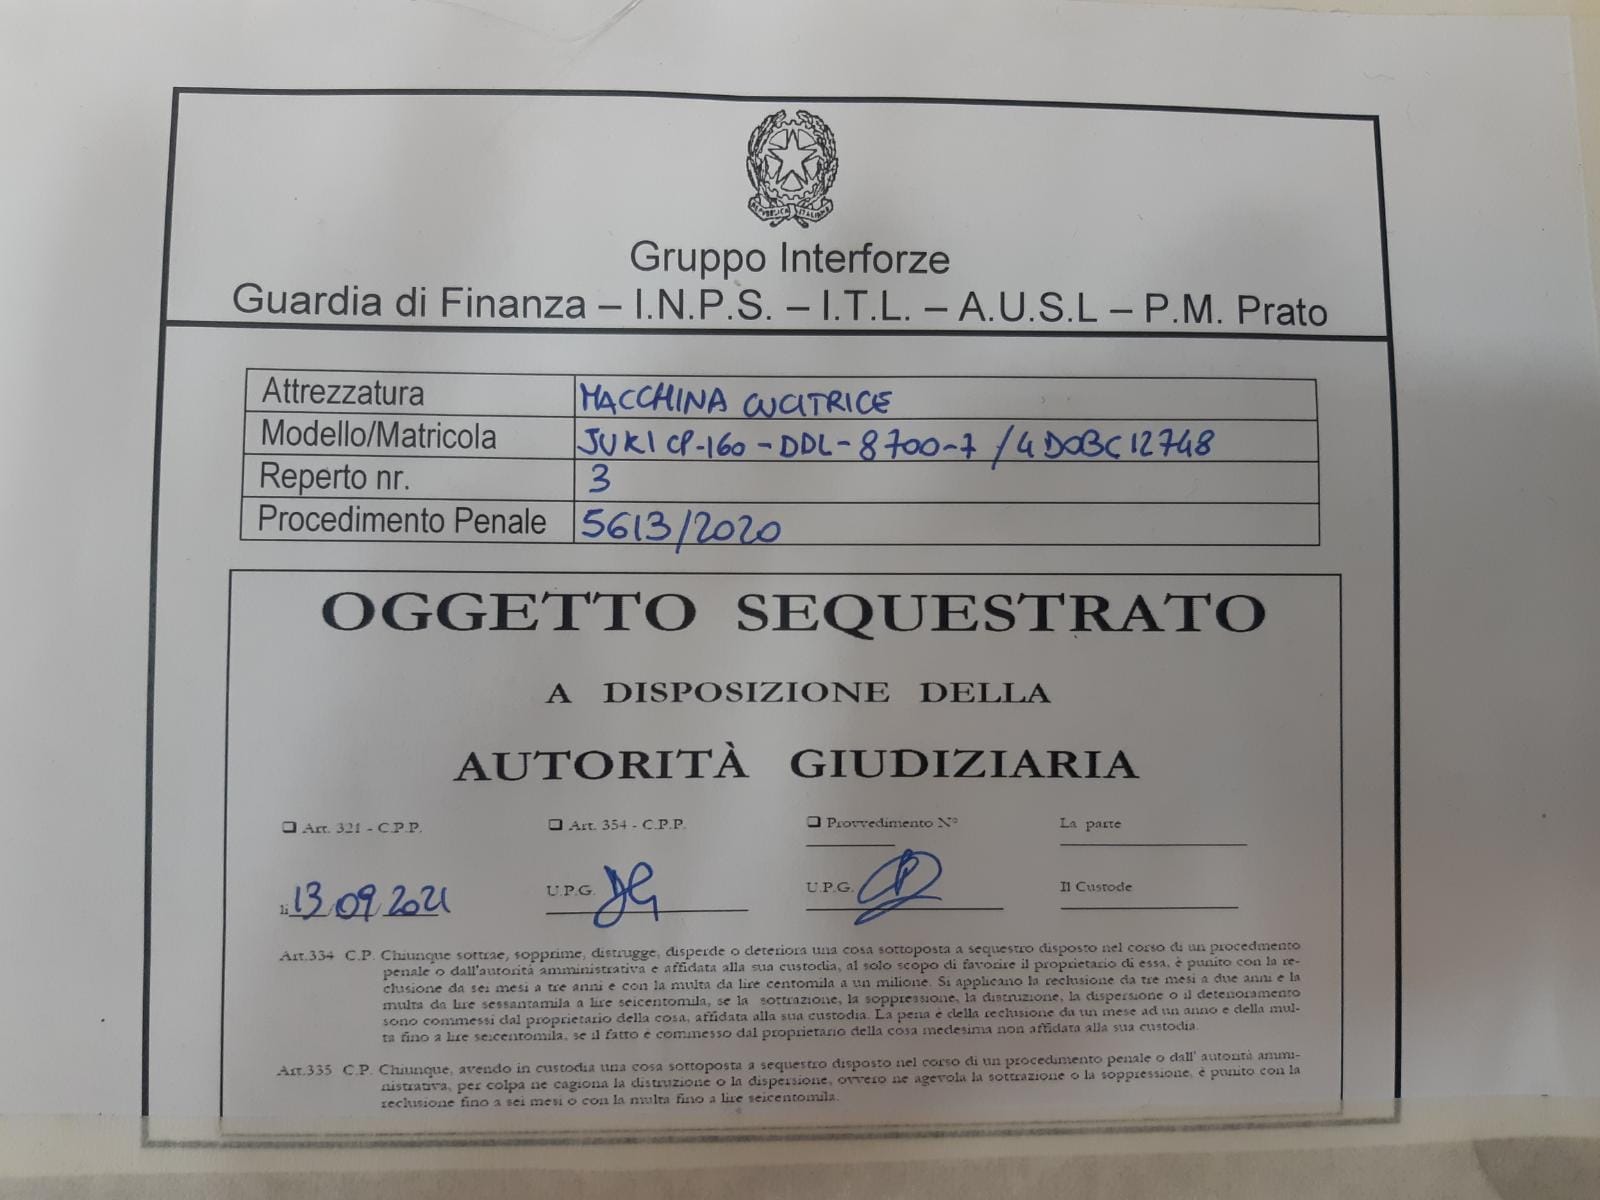 REPVBBLICA ITALIANA
Gruppo Interforze
Guardia di Finanza – I.N.P.S. – I.T.L. – A.U.S.L – P.M. Prato
Attrezzatura MACCHINA CUCITRICE
Modello/Matricola JUKI CP-160 - DDL - 8700-7 / 4D0BC12748
Reperto nr. 3
Procedimento Penale 5613/2020
OGGETTO SEQUESTRATO
A DISPOSIZIONE DELLA
AUTORITÀ GIUDIZIARIA
❑ Art. 321 - C.P.P. ❑ Art. 354 - C.P.P. ❑ Provvedimento N° La parte
li 13 09 2021 U.P.G. U.P.G. Il Custode
Art.334 C.P. Chiunque sottrae, sopprime, distrugge, disperde o deteriora una cosa sottoposta a sequestro disposto nel corso di un procedmento
penale o dall'autorità amministrativa e affidata alla sua custodia, al solo scopo di favorire il proprietario di essa, è punito con la re-
clusione da sei mesi a tre anni e con la multa da lire centomila a un milione. Si applicano la reclusione da tre mesi a due anni e la
multa da lire sessantamila a lire seicentomila, se la sottrazione, la soppressione, la distruzione, la dispersione o il deterioramento
sono commessi dal proprietario della cosa, affidata alla sua custodia. La pena è della reclusione da un mese ad un anno e della mul-
ta fino a lire seicentomila, se il fatto è commesso dal proprietario della cosa medesima non affidata alla sua custodia.
Art.335 C.P. Chiunque, avendo in custodia una cosa sottoposta a sequestro disposto nel corso di un procedimento penale o dall' autorità ammi-
nistrativa, per colpa ne cagiona la distruzione o la dispersione, ovvero ne agevola la sottrazione o la soppressione, è punito con la
reclusione fino a sei mesi o con la multa fino a lire seicentomila.